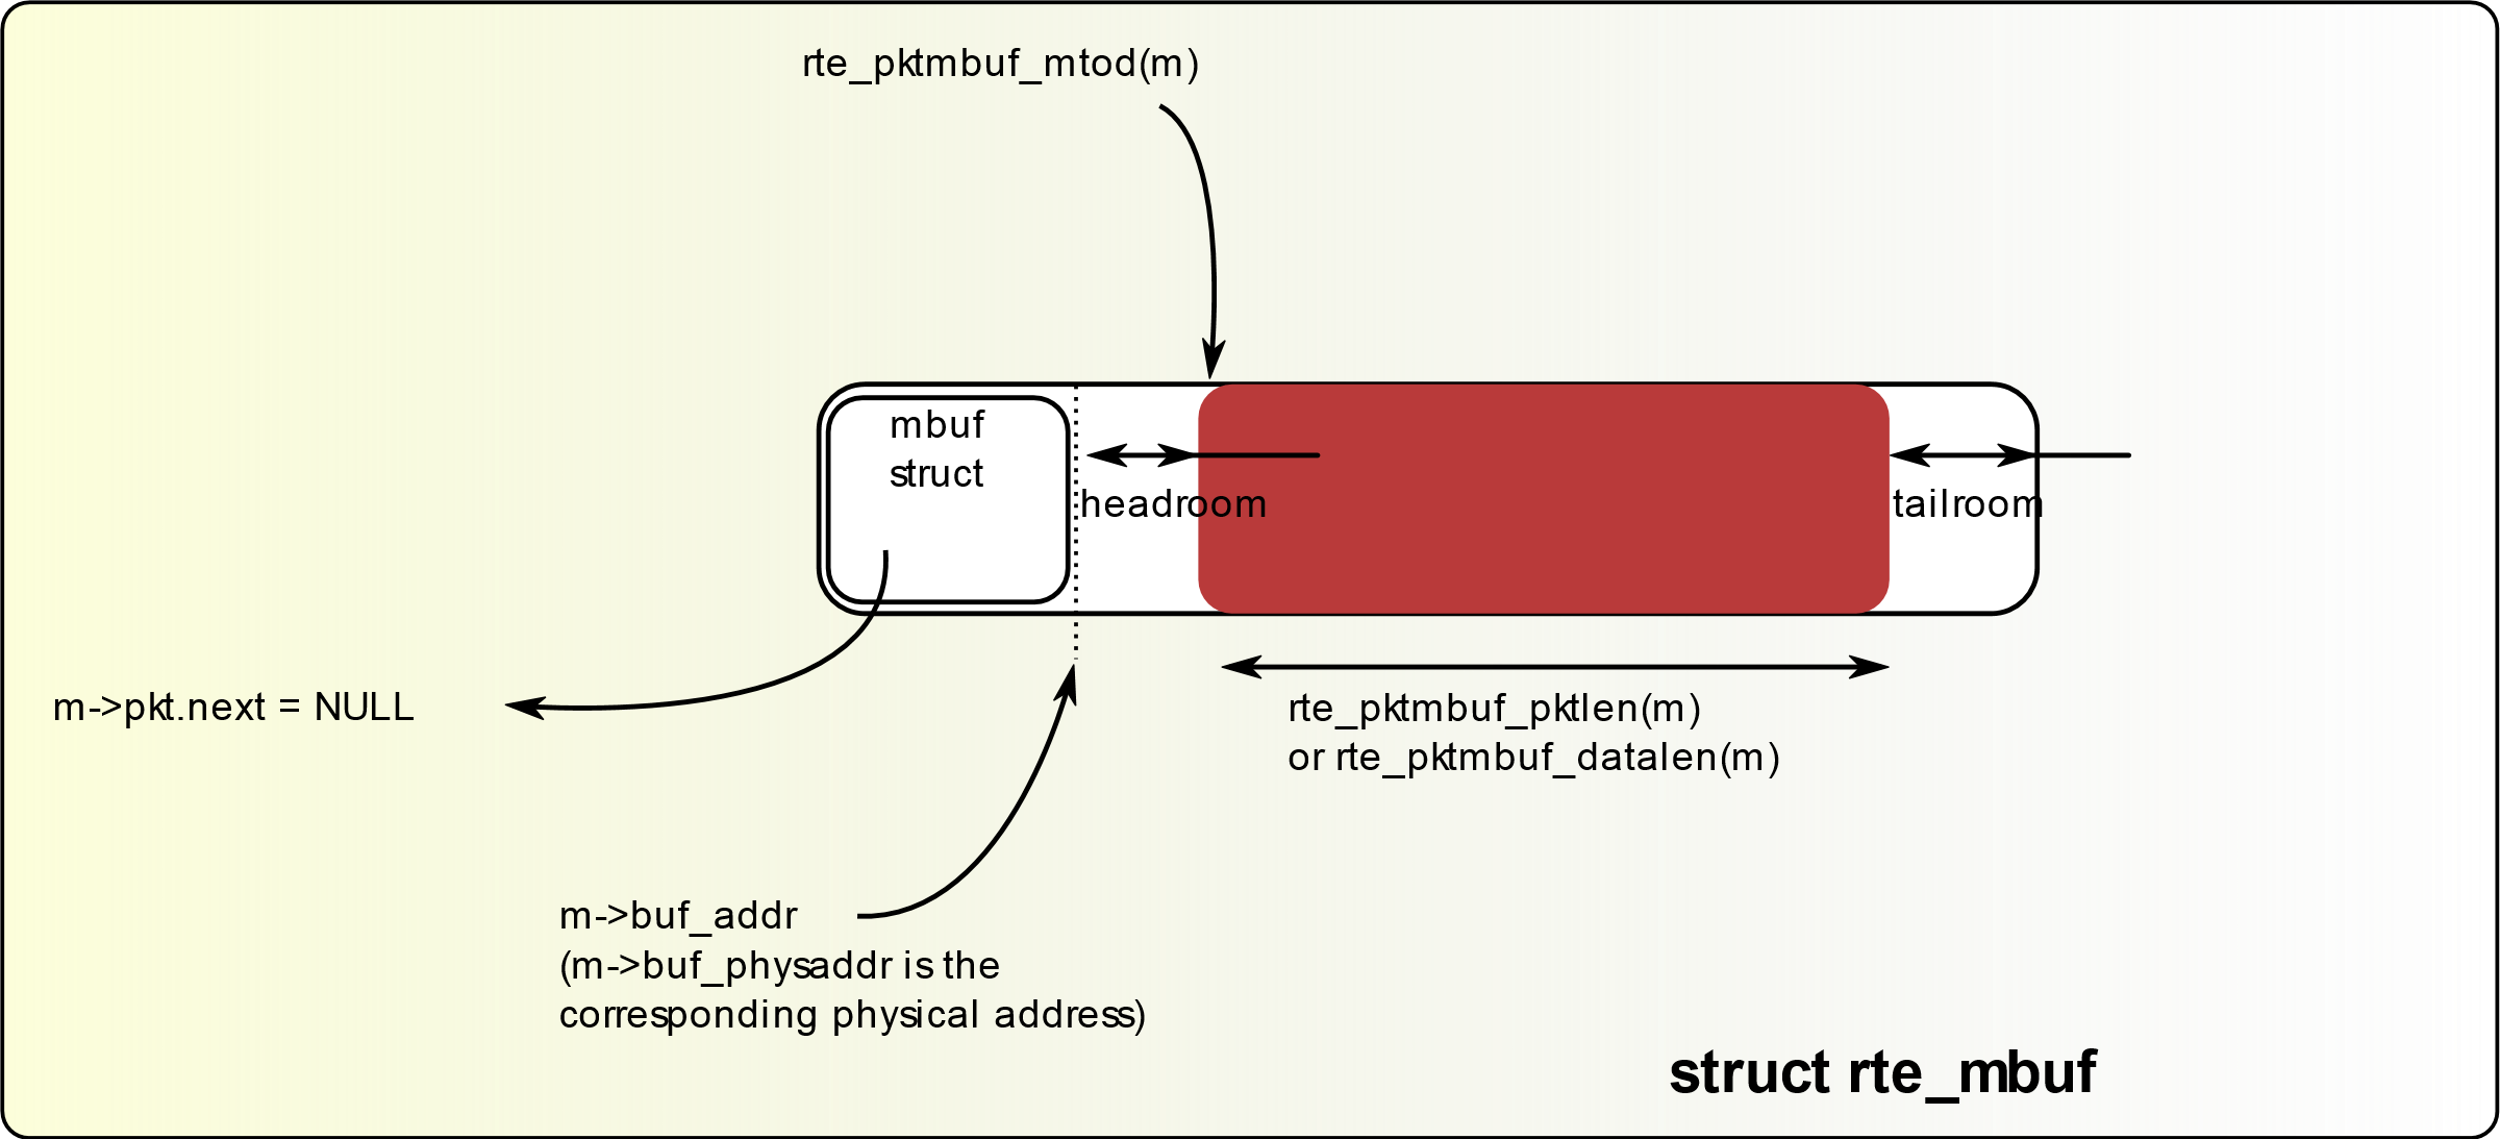 rte_pktmbuf_mtod(m)
mbuf
struct
headroom
tailroom
m->pkt.next = NULL
rte_pktmbuf_pktlen(m)
or rte_pktmbuf_datalen(m)
m->buf_addr
(m->buf_physaddr is the
corresponding physical address)
struct rte_mbuf